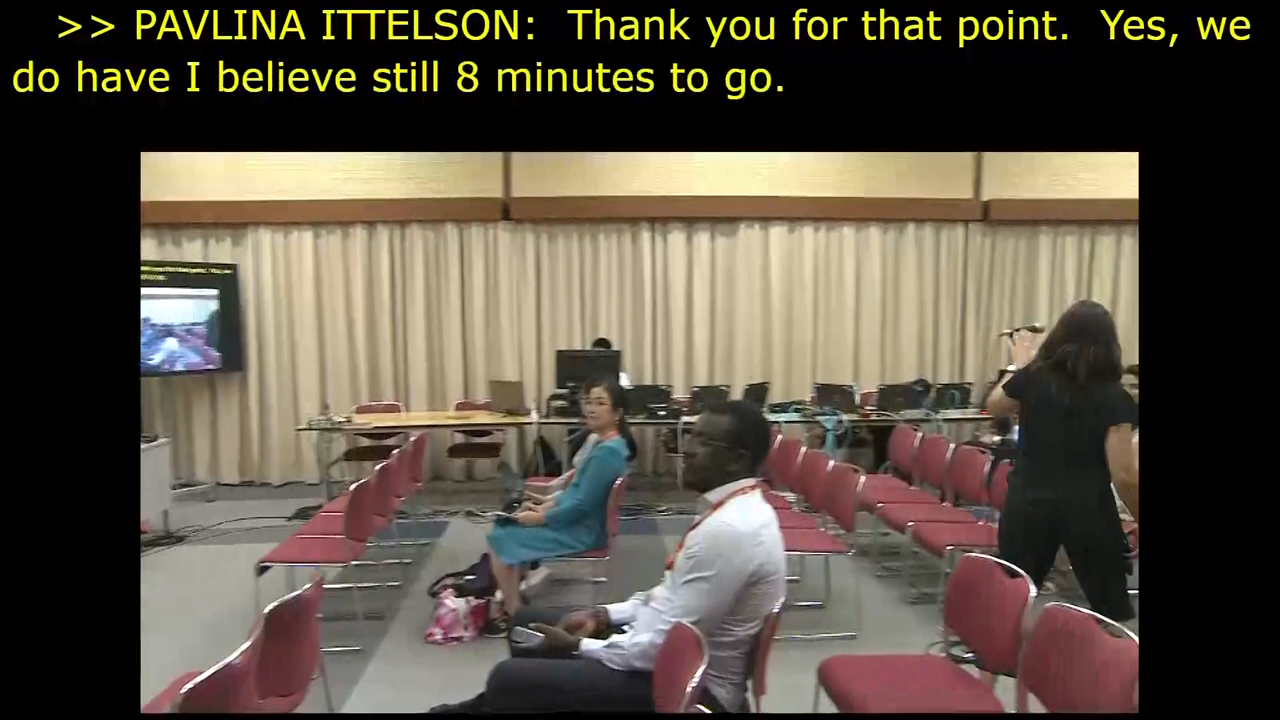 >> PAVLINA ITTELSON:  Thank you for that point.  Yes, we
do have I believe still 8 minutes to go.